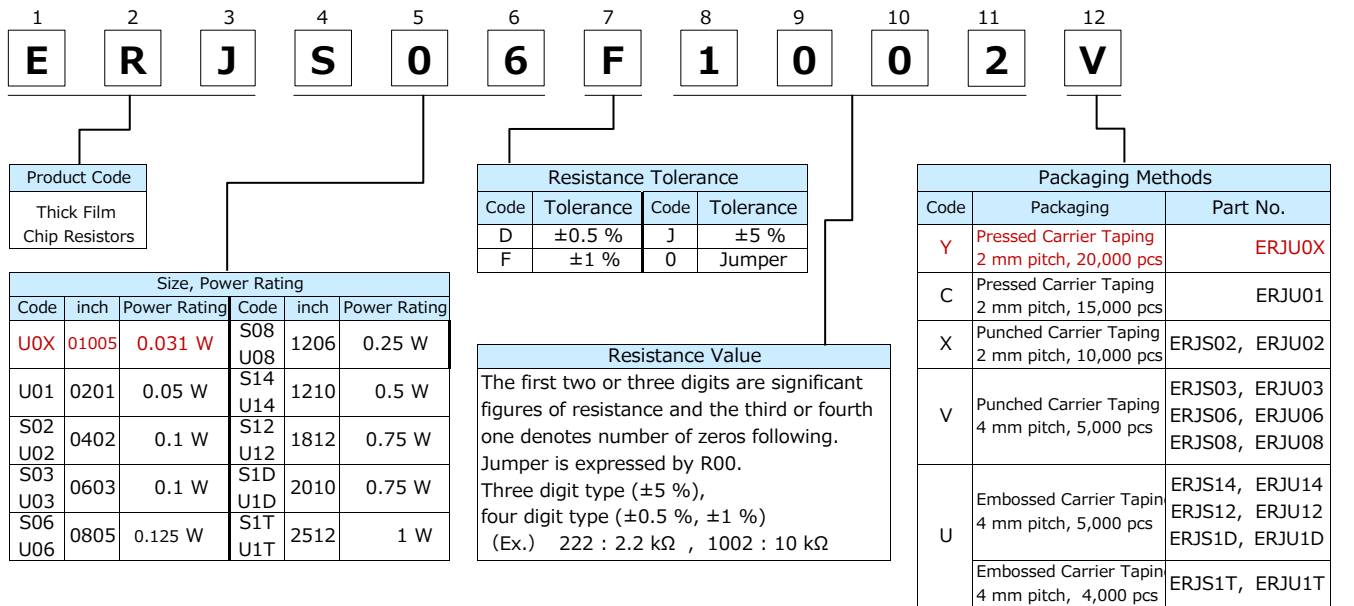 1 2 3 4 5 6 7 8 9 10 11 12
E R J S 0 6 F 1 0 0 2 V
Product Code
Thick Film
Chip Resistors
Size, Power Rating
Code inch Power Rating Code inch Power Rating
U0X 01005 0.031 W S08 U08 1206 0.25 W
U01 0201 0.05 W S14 U14 1210 0.5 W
S02 U02 0402 0.1 W S12 U12 1812 0.75 W
S03 U03 0603 0.1 W S1D U1D 2010 0.75 W
S06 U06 0805 0.125 W S1T U1T 2512 1 W
Resistance Tolerance
Code Tolerance Code Tolerance
D ±0.5 % J ±5 %
F ±1 % 0 Jumper
Resistance Value
The first two or three digits are significant
figures of resistance and the third or fourth
one denotes number of zeros following.
Jumper is expressed by R00.
Three digit type (±5 %),
four digit type (±0.5 %, ±1 %)
(Ex.) 222 : 2.2 kΩ , 1002 : 10 kΩ
Packaging Methods
Code Packaging Part No.
Y Pressed Carrier Taping ERJU0X
2 mm pitch, 20,000 pcs
C Pressed Carrier Taping ERJU01
2 mm pitch, 15,000 pcs
X Punched Carrier Taping ERJS02, ERJU02
2 mm pitch, 10,000 pcs
V Punched Carrier Taping
4 mm pitch, 5,000 pcs
ERJS03, ERJU03
ERJS06, ERJU06
ERJS08, ERJU08
U Embossed Carrier Taping
4 mm pitch, 5,000 pcs
ERJS14, ERJU14
ERJS12, ERJU12
ERJS1D, ERJU1D
Embossed Carrier Taping
4 mm pitch, 4,000 pcs
ERJS1T, ERJU1T